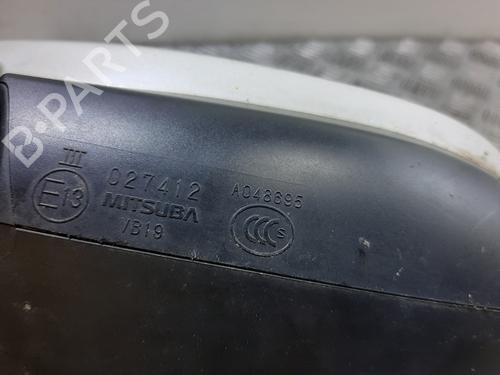 B-PARTS
III
E13
027412
MITSUBA
7B19
A048695
CCC S